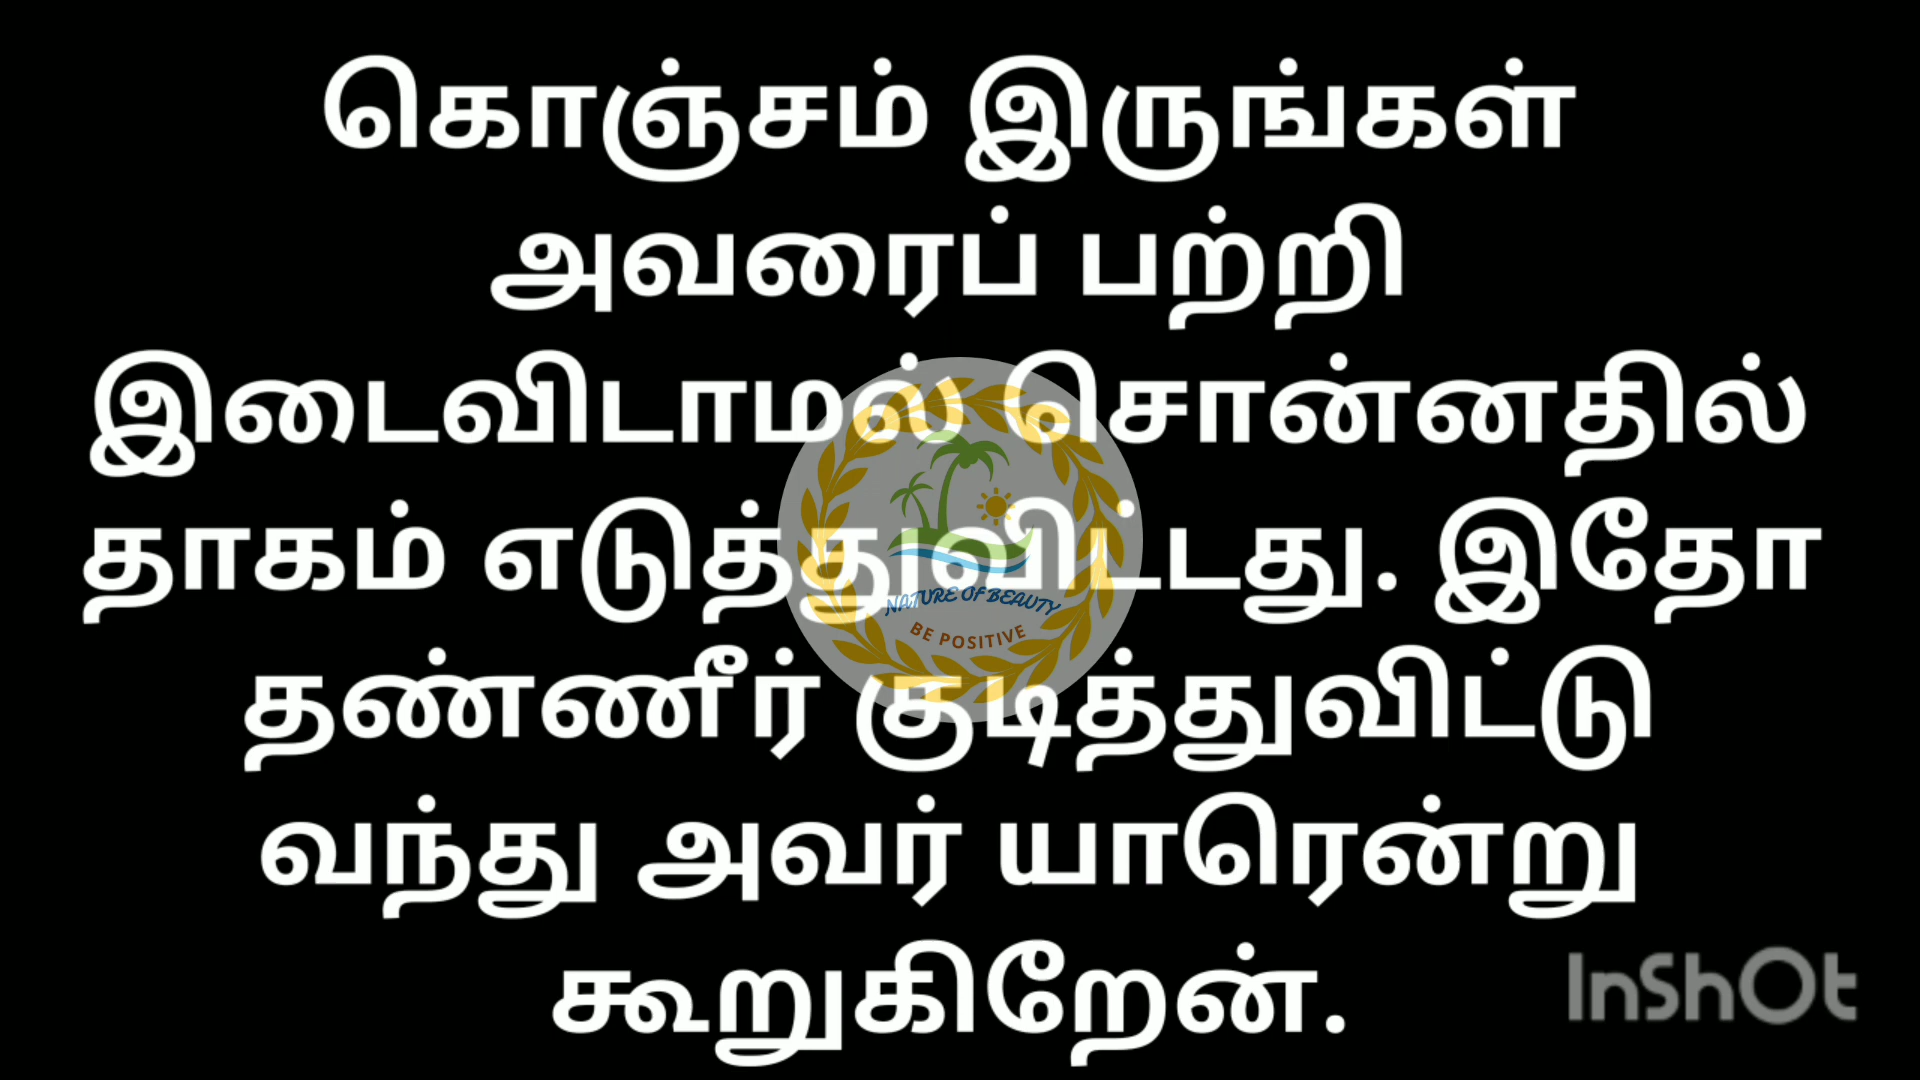 கொஞ்சம் இருங்கள்
அவரைப் பற்றி
இடைவிடாமல் சொன்னதில்
தாகம் எடுத்துவிட்டது. இதோ
தண்ணீர் குடித்துவிட்டு
வந்து அவர் யாரென்று
கூறுகிறேன்.
NATURE OF BEAUTY
BE POSITIVE
InShOt